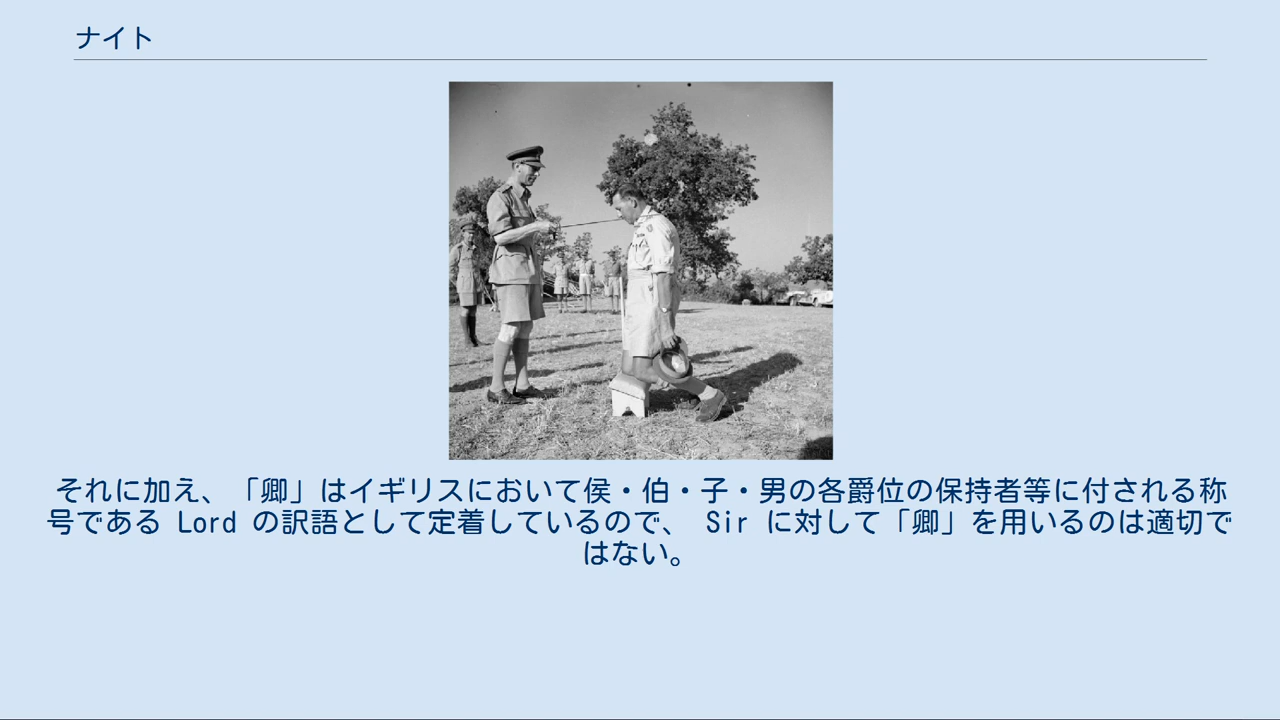 ナイト
それに加え、「卿」はイギリスにおいて侯・伯・子・男の各爵位の保持者等に付される称
号である Lord の訳語として定着しているので、 Sir に対して「卿」を用いるのは適切で
はない。